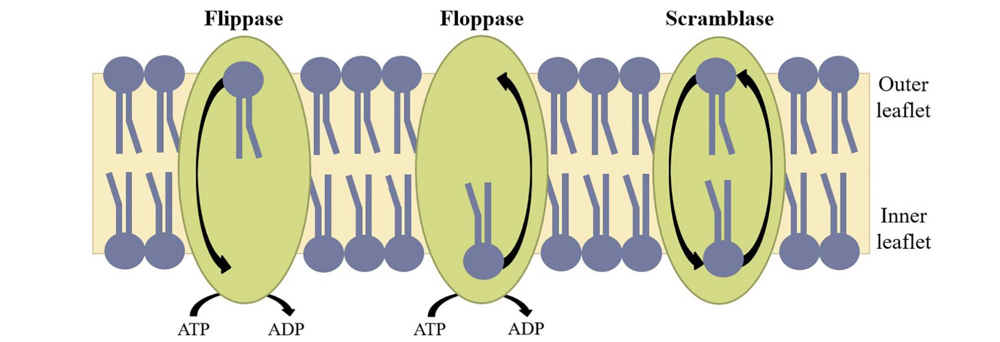 Flippase
Floppase
Scramblase
Outer
leaflet
Inner
leaflet
ATP
ADP
ATP
ADP